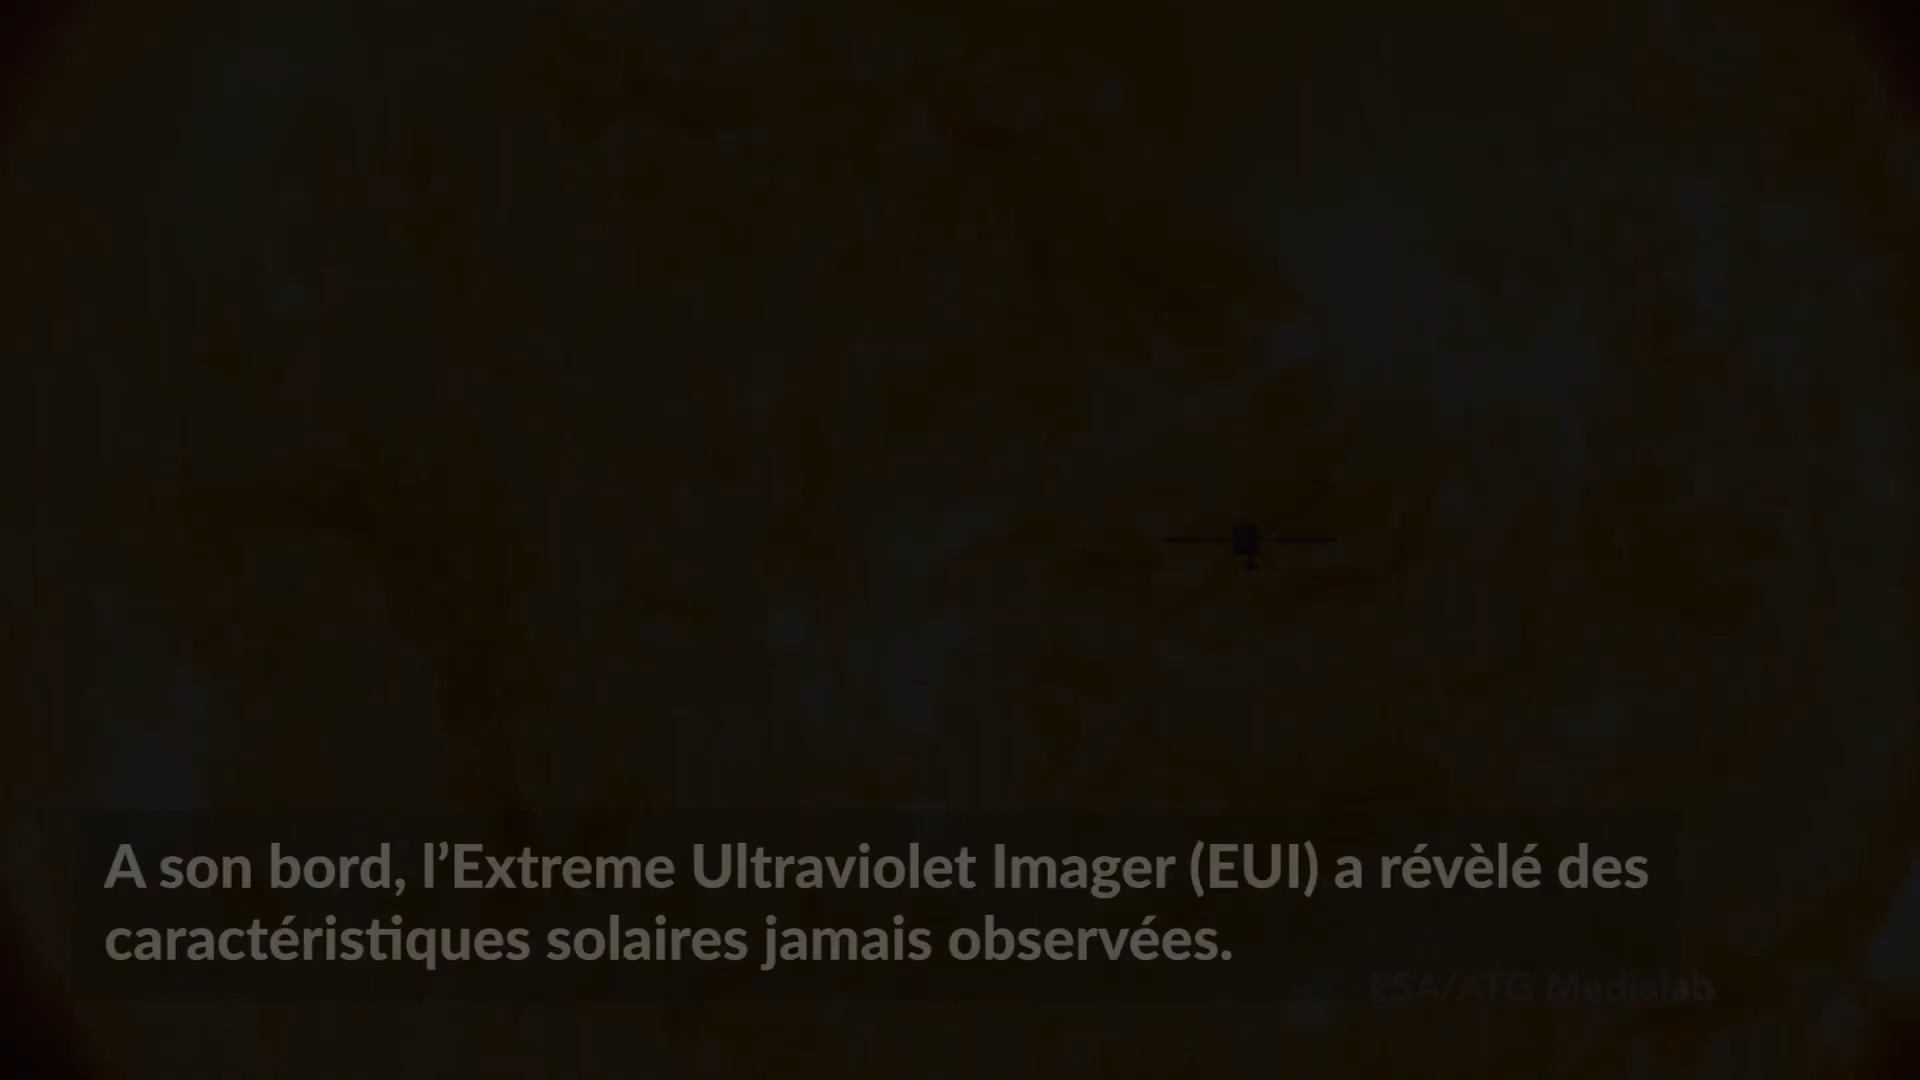 A son bord, l’Extreme Ultraviolet Imager (EUI) a révèlé des
caractéristiques solaires jamais observées.
ESA/ATG Medialab